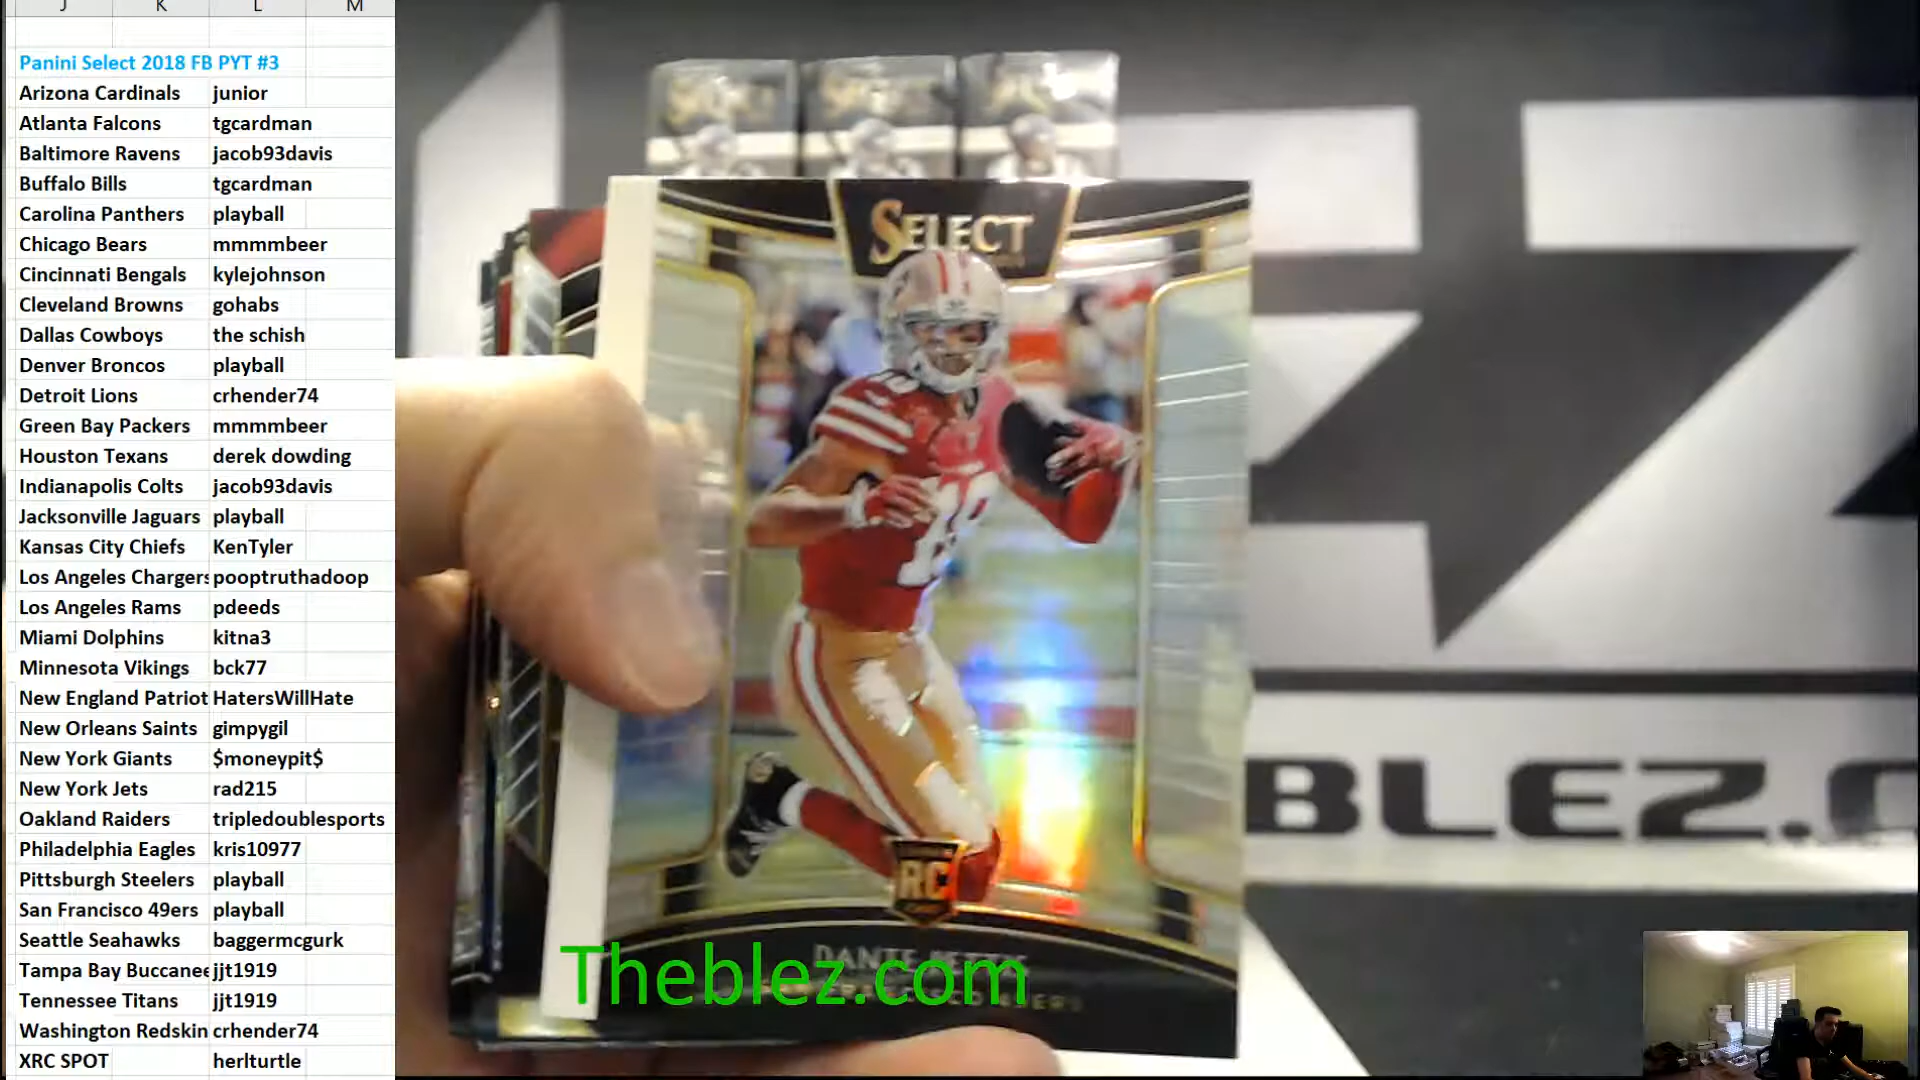 J K L M
Panini Select 2018 FB PYT #3
Arizona Cardinals junior
Atlanta Falcons tgcardman
Baltimore Ravens jacob93davis
Buffalo Bills tgcardman
Carolina Panthers playball
Chicago Bears mmmmbeer
Cincinnati Bengals kylejohnson
Cleveland Browns gohabs
Dallas Cowboys the schish
Denver Broncos playball
Detroit Lions crhender74
Green Bay Packers mmmmbeer
Houston Texans derek dowding
Indianapolis Colts jacob93davis
Jacksonville Jaguars playball
Kansas City Chiefs KenTyler
Los Angeles Chargers pooptruthadoop
Los Angeles Rams pdeeds
Miami Dolphins kitna3
Minnesota Vikings bck77
New England Patriot HatersWillHate
New Orleans Saints gimpygil
New York Giants $moneypit$
New York Jets rad215
Oakland Raiders tripledoublesports
Philadelphia Eagles kris10977
Pittsburgh Steelers playball
San Francisco 49ers playball
Seattle Seahawks baggermcgurk
Tampa Bay Buccanee jjt1919
Tennessee Titans jjt1919
Washington Redskin crhender74
XRC SPOT herlturtle
SELECT
18
RC
DANTE
Theblez.com
EZ
BLEZ.C